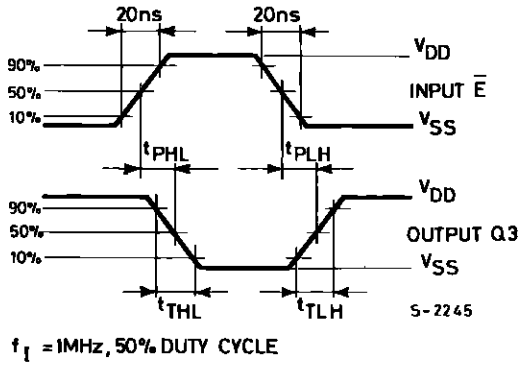 20ns 20ns
VDD
90%
50%
INPUT E̅
10%
VSS
tPHL tPLH
VDD
90%
50%
OUTPUT Q3
10%
VSS
tTHL tTLH
S-2245
fI = 1MHz, 50% DUTY CYCLE